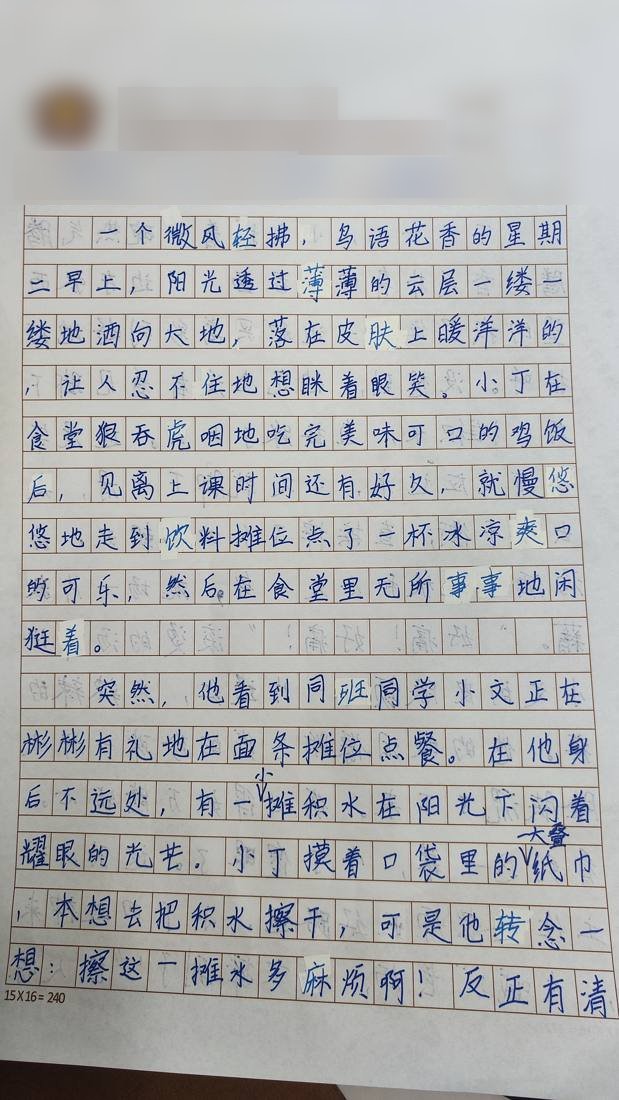 一个微风轻拂，鸟语花香的星期
三早上，阳光透过薄薄的云层一缕一
缕地洒向大地，落在皮肤上暖洋洋的
，让人忍不住地想眯着眼笑。小丁在
食堂狠吞虎咽地吃完美味可口的鸡饭
后，见离上课时间还有好久，就慢悠
悠地走到饮料摊位点了一杯冰凉爽口
的可乐，然后在食堂里无所事事地闲
逛着。
突然，他看到同班同学小文正在
彬彬有礼地在面条摊位点餐。在他身
后不远处，有一小摊积水在阳光下闪着
耀眼的光芒。小丁摸着口袋里的大叠纸巾
，本想去把积水擦干，可是他转念一
想：擦这一摊水多麻烦啊！反正有清
15X16=240